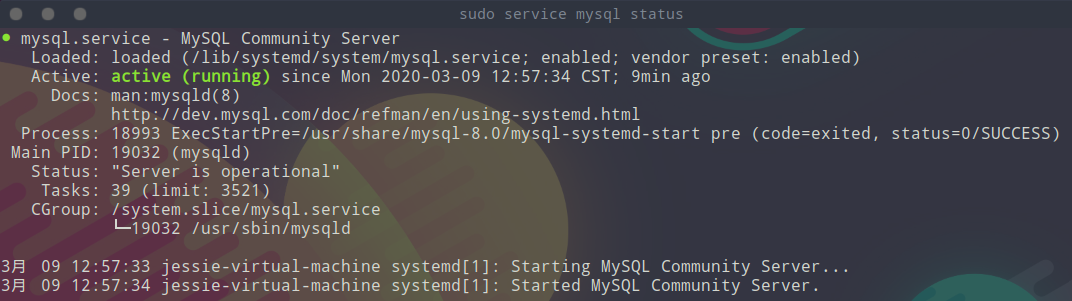 sudo service mysql status
● mysql.service - MySQL Community Server
Loaded: loaded (/lib/systemd/system/mysql.service; enabled; vendor preset: enabled)
Active: active (running) since Mon 2020-03-09 12:57:34 CST; 9min ago
Docs: man:mysqld(8)
http://dev.mysql.com/doc/refman/en/using-systemd.html
Process: 18993 ExecStartPre=/usr/share/mysql-8.0/mysql-systemd-start pre (code=exited, status=0/SUCCESS)
Main PID: 19032 (mysqld)
Status: "Server is operational"
Tasks: 39 (limit: 3521)
CGroup: /system.slice/mysql.service
└─19032 /usr/sbin/mysqld
3月 09 12:57:33 jessie-virtual-machine systemd[1]: Starting MySQL Community Server...
3月 09 12:57:34 jessie-virtual-machine systemd[1]: Started MySQL Community Server.